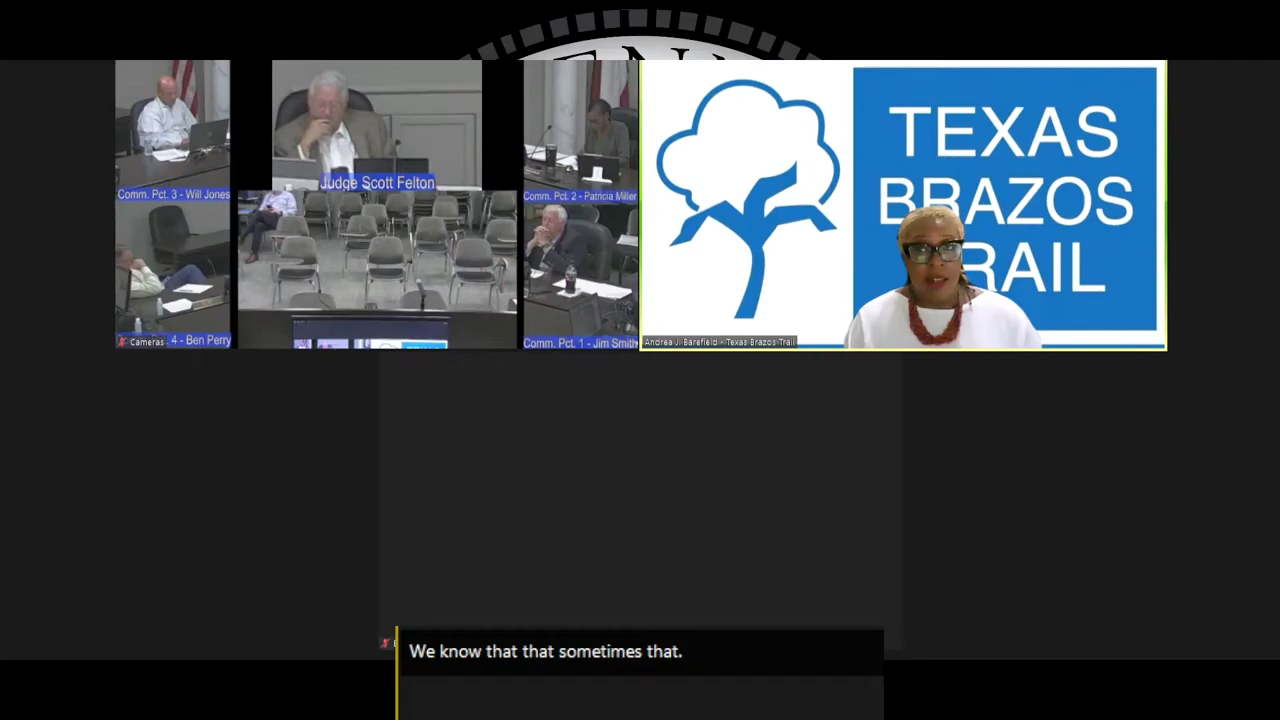 Comm. Pct. 3 - Will Jones
Judge Scott Felton
Comm. Pct. 2 - Patricia Miller
Cameras
4 - Ben Perry
Comm. Pct. 1 - Jim Smith
TEXAS
BRAZOS
TRAIL
Andrea J. Barefield - Texas Brazos Trail
We know that that sometimes that.